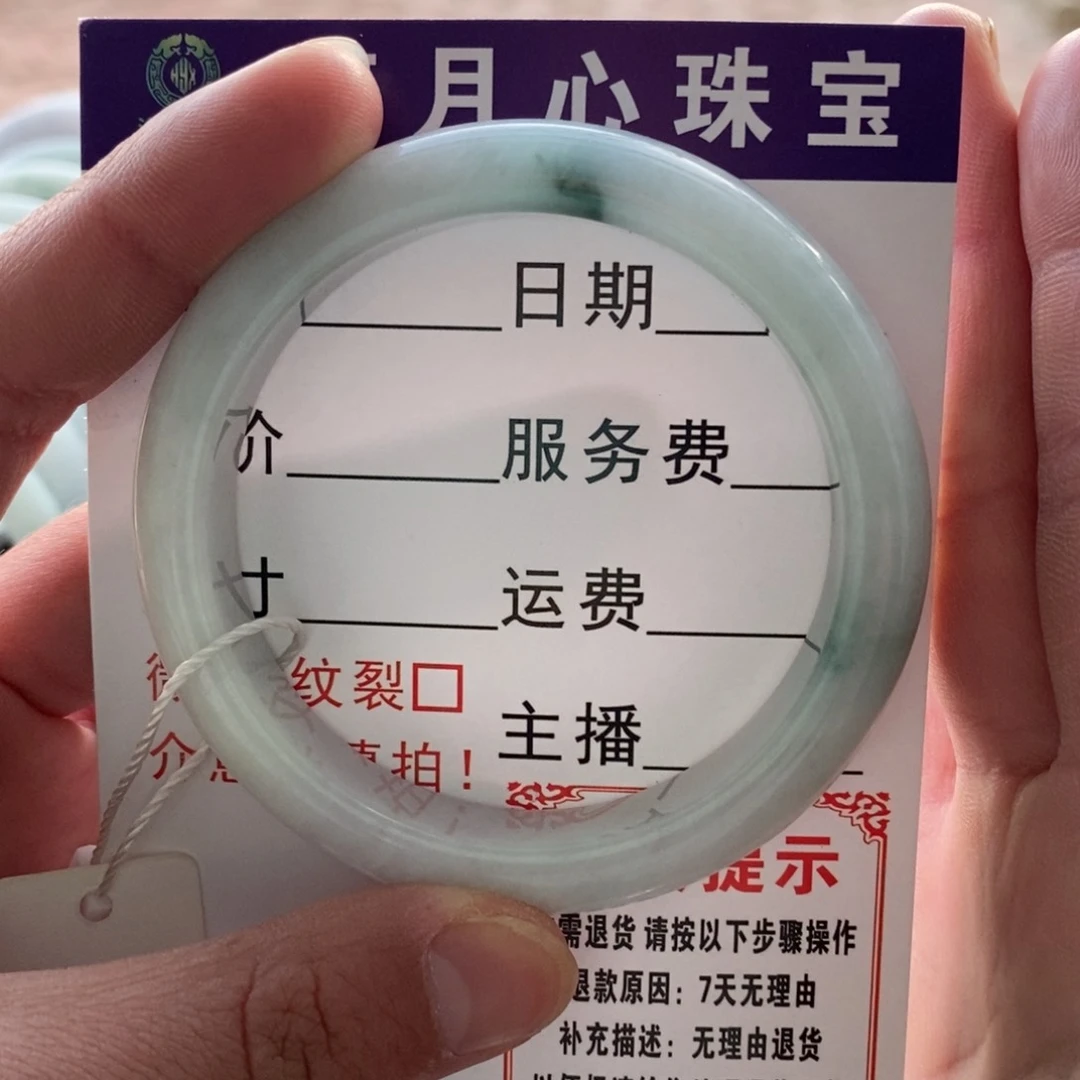 月心珠宝
日期
价 服务费
寸 运费
纹裂
主播
介 拍！
提示
需退货 请按以下步骤操作
退款原因：7天无理由
补充描述：无理由退货